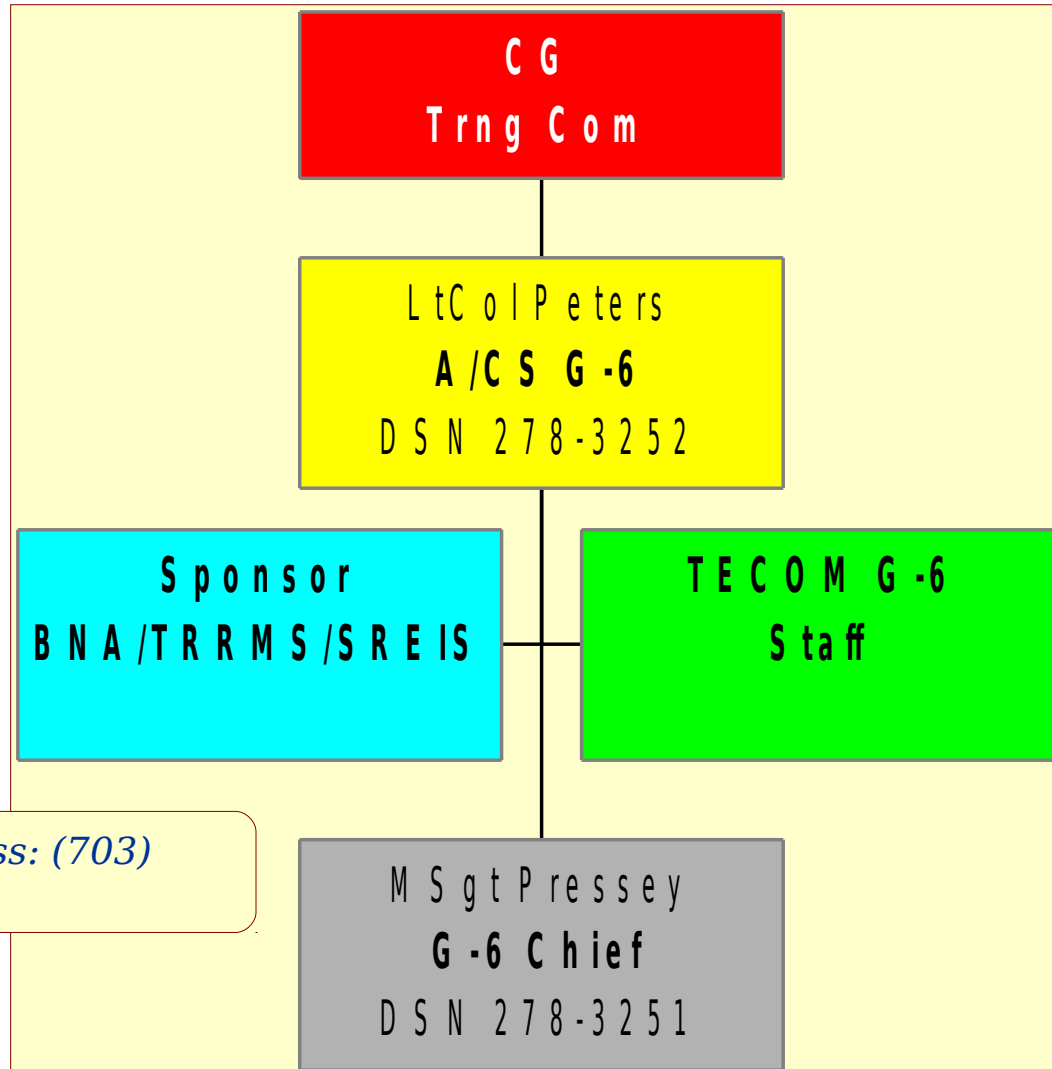 CG
Trng Com
LtCol Peters
A/CS G-6
DSN 278-3252
Sponsor
BNA/TRRMS/SREIS
TECOM G-6
Staff
ss: (703)
MSgt Pressey
G-6 Chief
DSN 278-3251